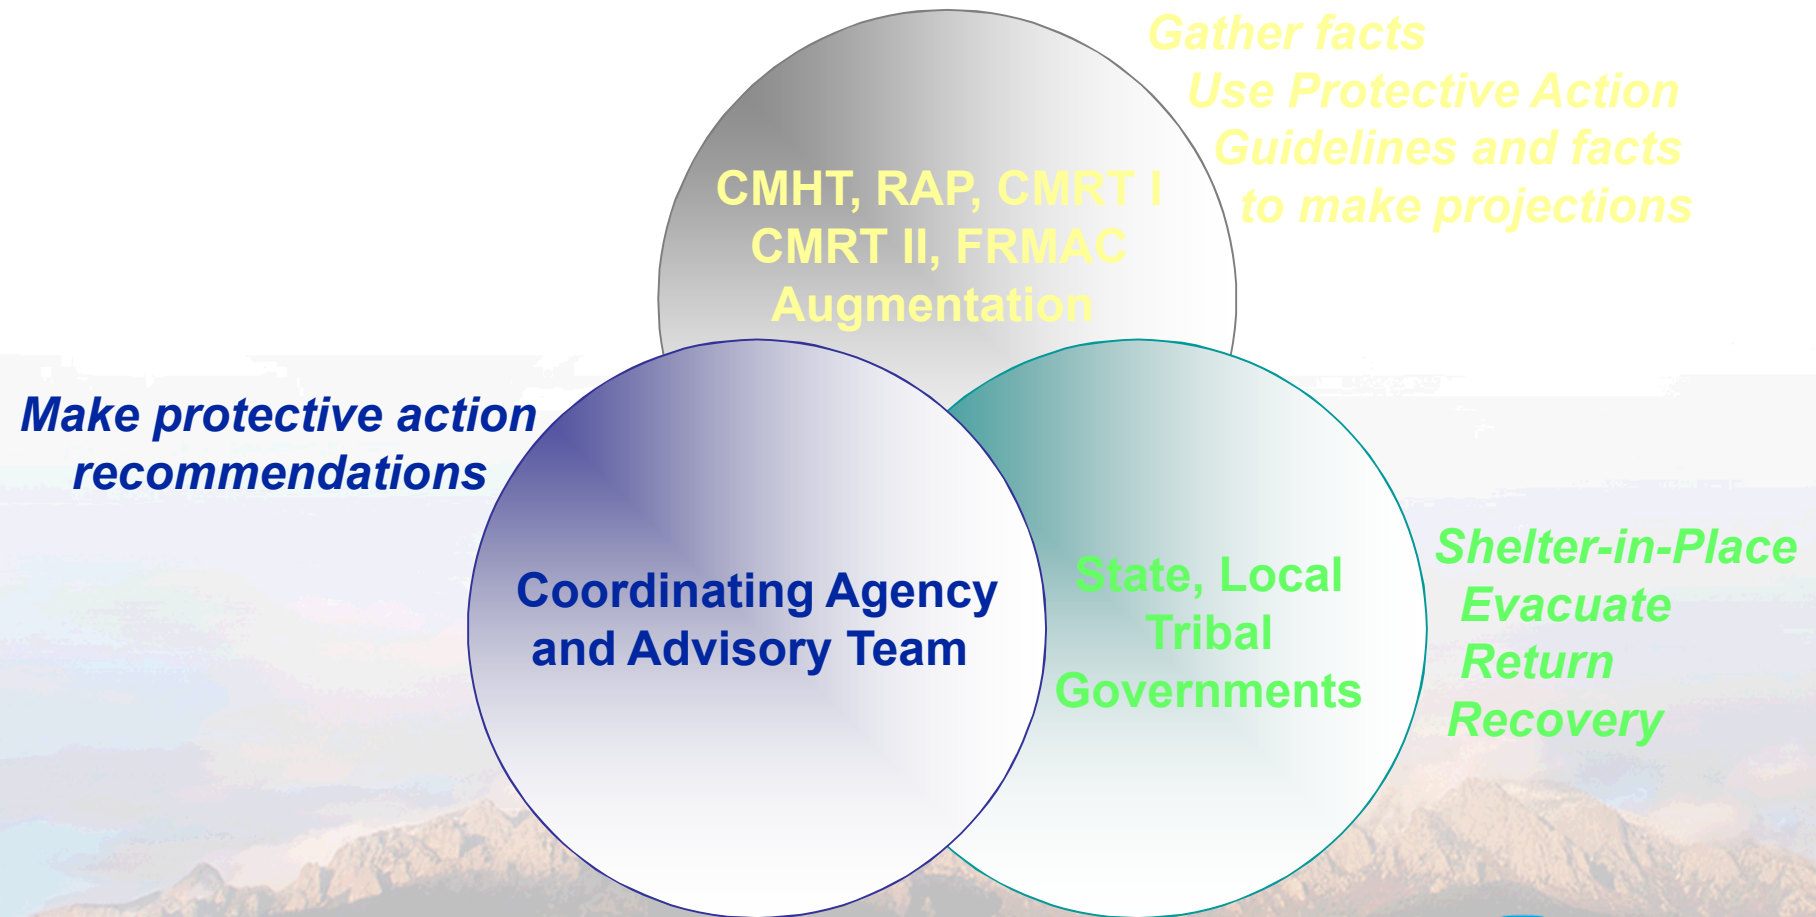 Gather facts
Use Protective Action
Guidelines and facts
to make projections
CMHT, RAP, CMRT I
CMRT II, FRMAC
Augmentation
Make protective action
recommendations
Coordinating Agency
and Advisory Team
State, Local
Tribal
Governments
Shelter-in-Place
Evacuate
Return
Recovery